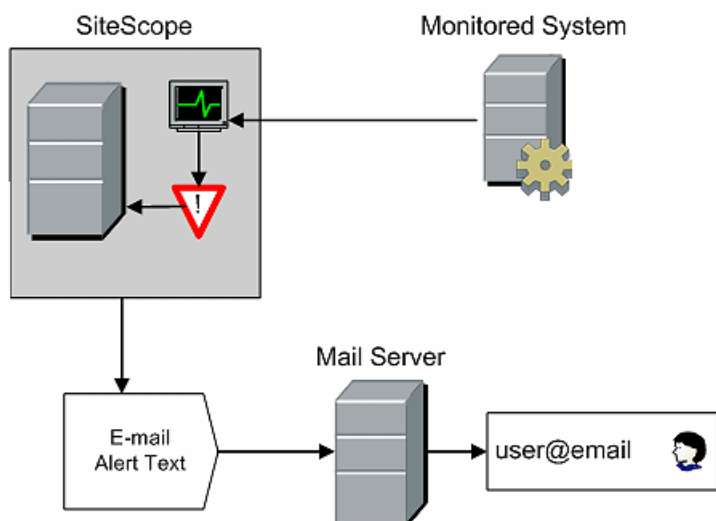 SiteScope
Monitored System
!
Mail Server
E-mail
Alert Text
user@email